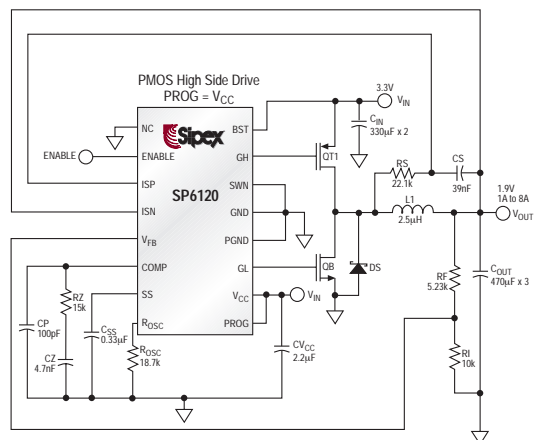 PMOS High Side Drive
PROG = VCC
Sipex
SP6120
NC
ENABLE
ISP
ISN
VFB
COMP
SS
ROSC
BST
GH
SWN
GND
PGND
GL
VCC
PROG
ENABLE
3.3V
VIN
CIN
330µF x 2
QT1
RS
22.1k
CS
39nF
L1
2.5µH
1.9V
1A to 8A
VOUT
QB
DS
RF
5.23k
COUT
470µF x 3
RI
10k
VIN
CVCC
2.2µF
RZ
15k
CP
100pF
CZ
4.7nF
CSS
0.33µF
ROSC
18.7k